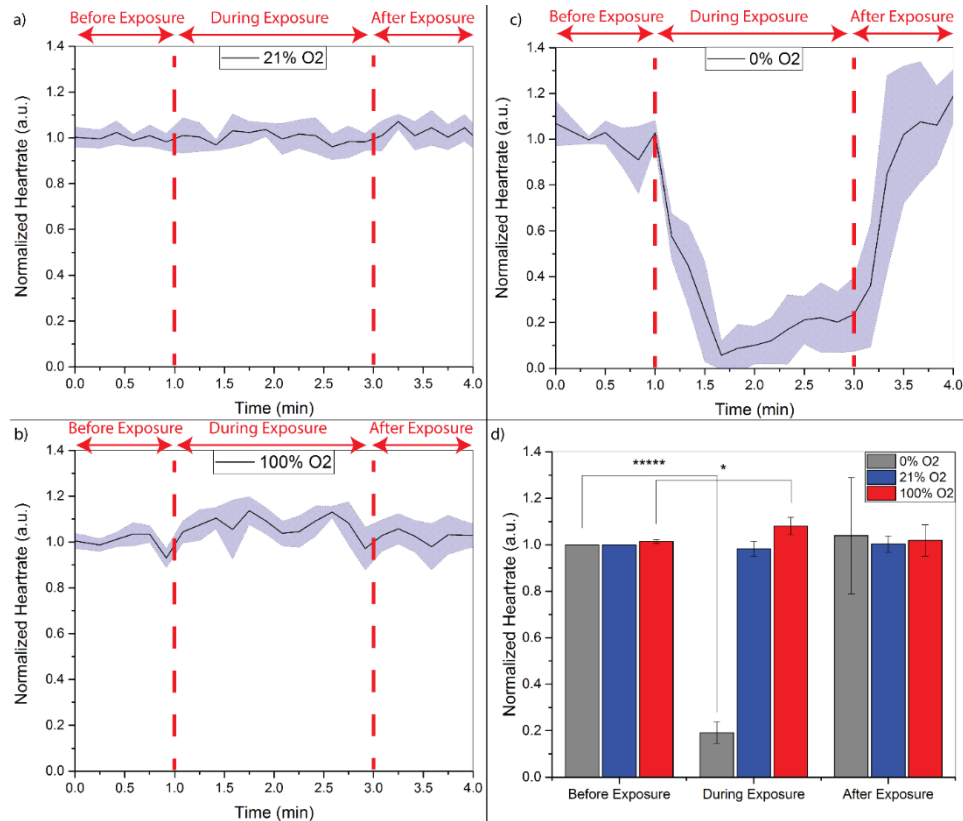 a)
Before Exposure During Exposure After Exposure
21% O2
1.4
1.2
1.0
0.8
0.6
0.4
0.2
0.0
Normalized Heartrate (a.u.)
0.0 0.5 1.0 1.5 2.0 2.5 3.0 3.5 4.0
Time (min)
b)
Before Exposure During Exposure After Exposure
100% O2
1.4
1.2
1.0
0.8
0.6
0.4
0.2
0.0
Normalized Heartrate (a.u.)
0.0 0.5 1.0 1.5 2.0 2.5 3.0 3.5 4.0
Time (min)
c)
Before Exposure During Exposure After Exposure
0% O2
1.4
1.2
1.0
0.8
0.6
0.4
0.2
0.0
Normalized Heartrate (a.u.)
0.0 0.5 1.0 1.5 2.0 2.5 3.0 3.5 4.0
Time (min)
d)
0% O2
21% O2
100% O2
***** *
1.4
1.2
1.0
0.8
0.6
0.4
0.2
0.0
Normalized Heartrate (a.u.)
Before Exposure During Exposure After Exposure